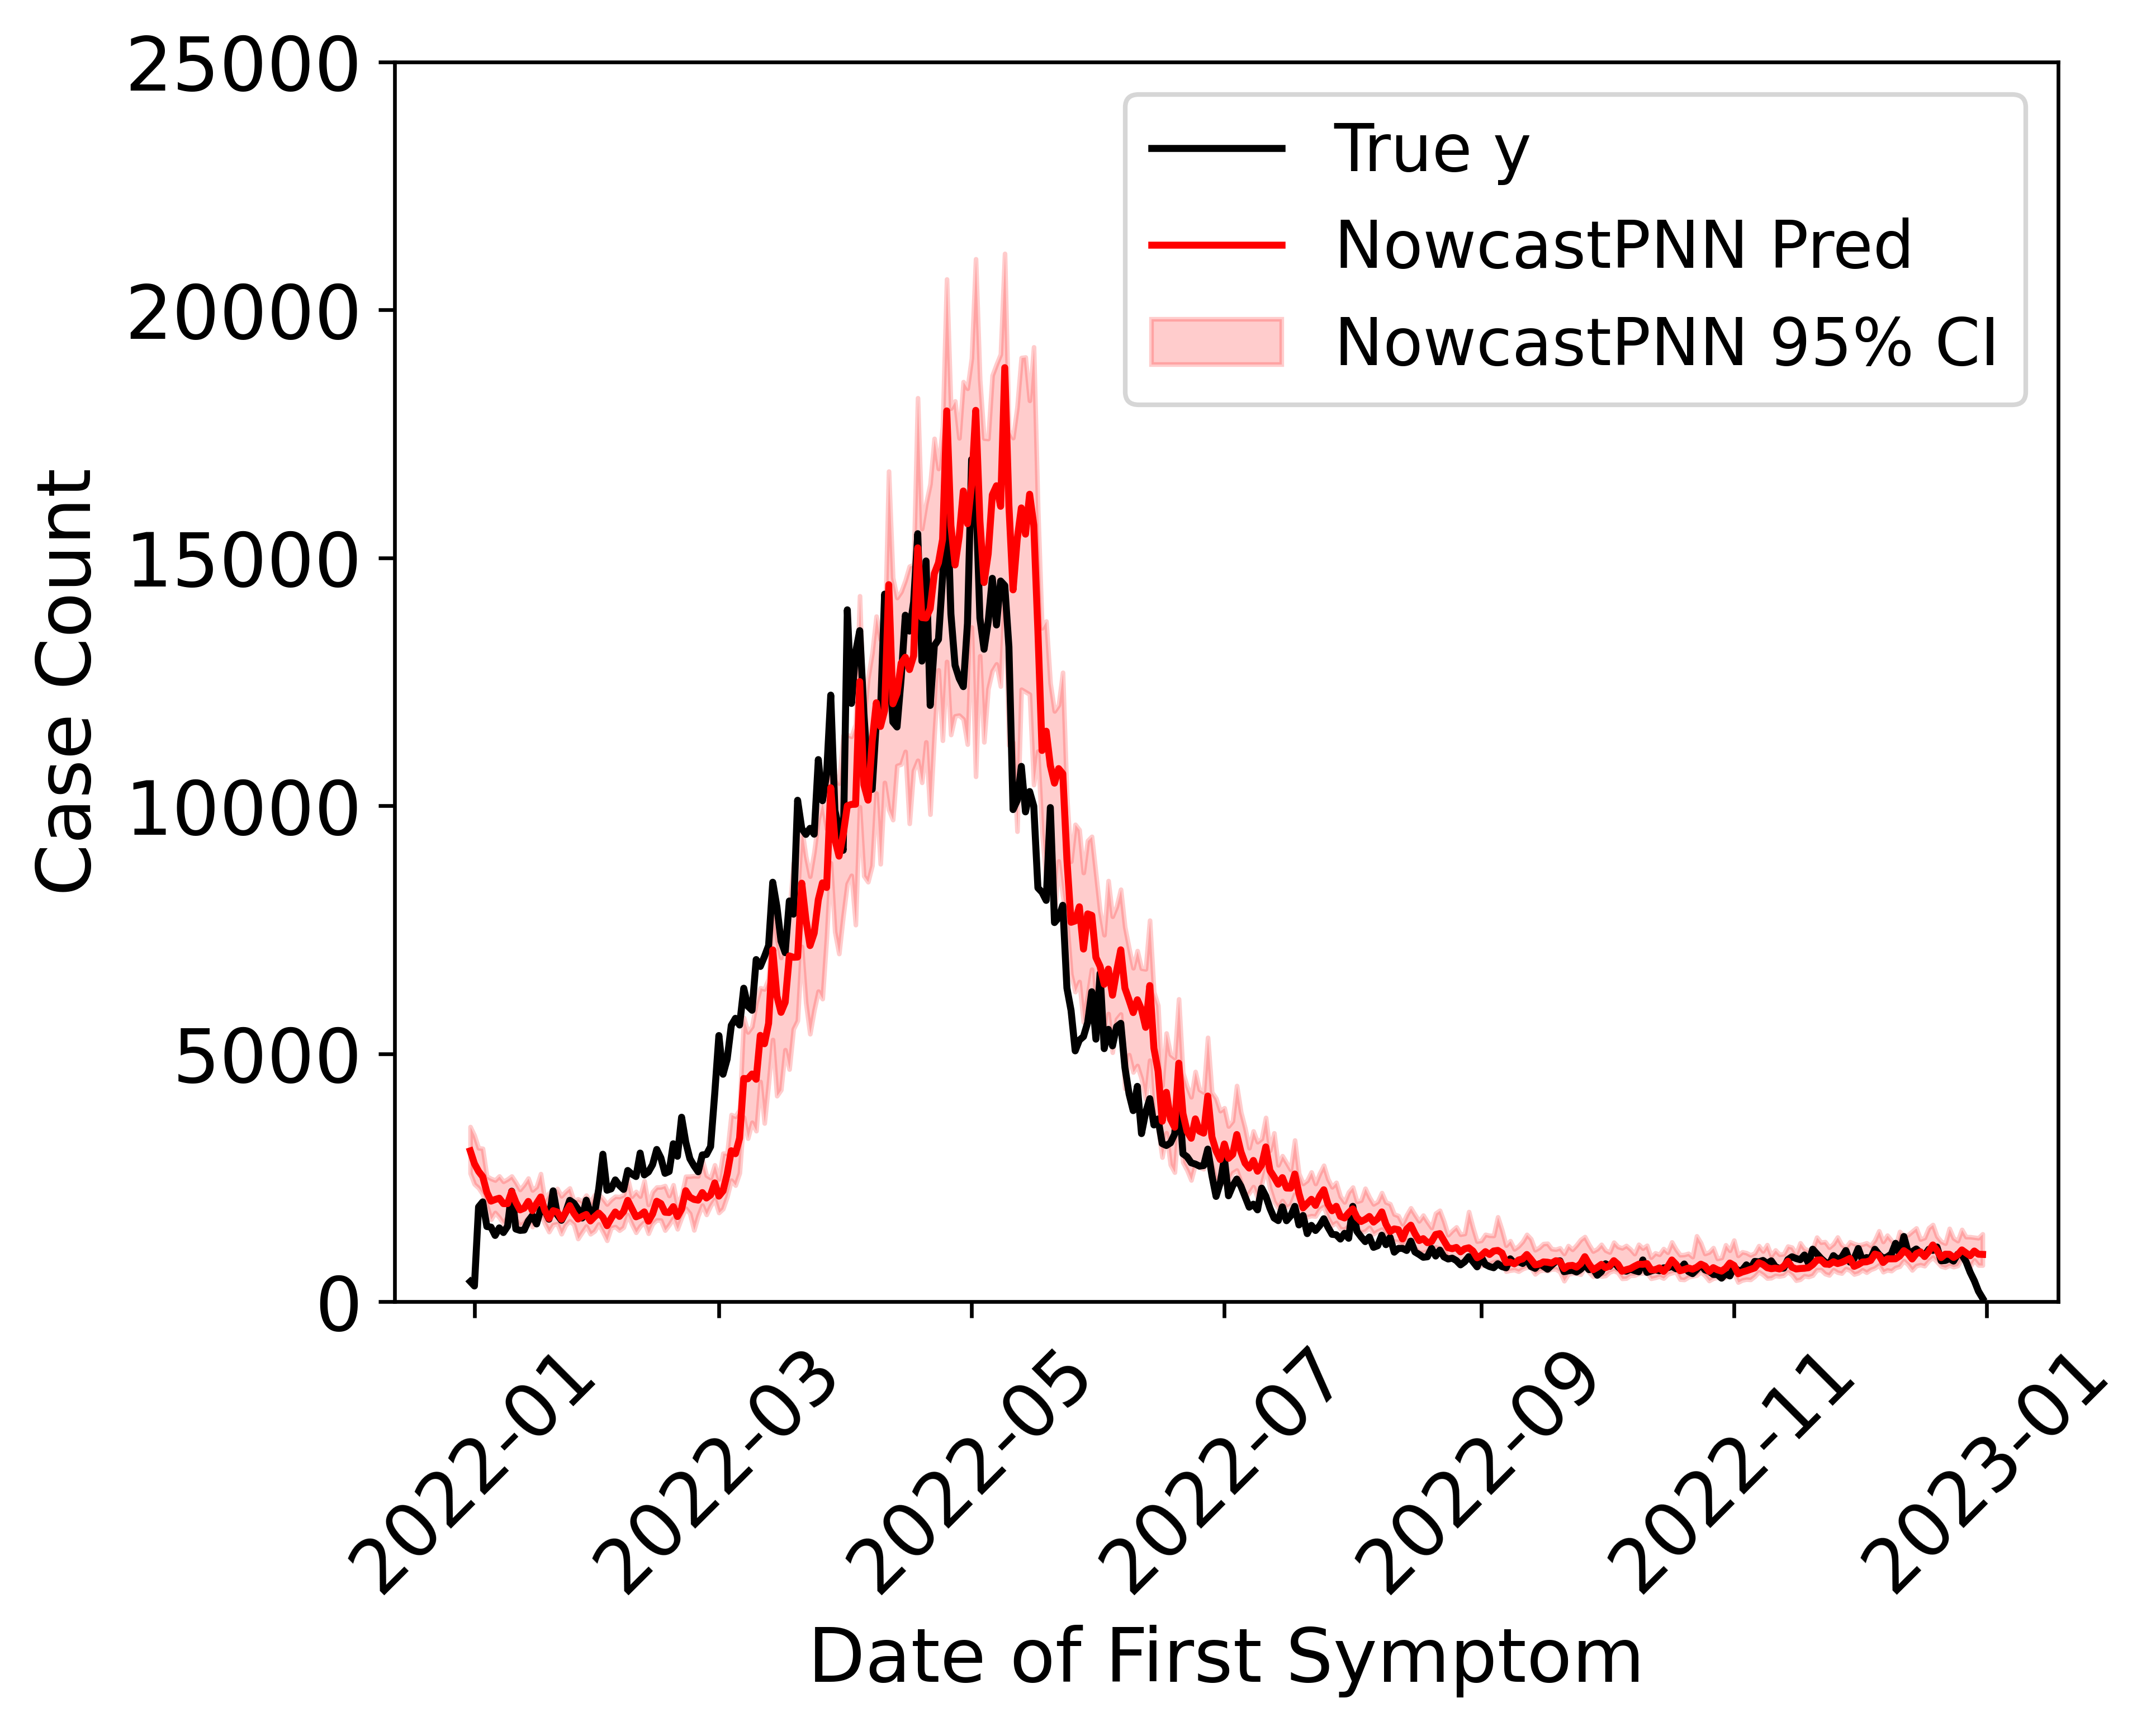 25000
20000
15000
10000
5000
0
Case Count
True y
NowcastPNN Pred
NowcastPNN 95% CI
2022-01
2022-03
2022-05
2022-07
2022-09
2022-11
2023-01
Date of First Symptom